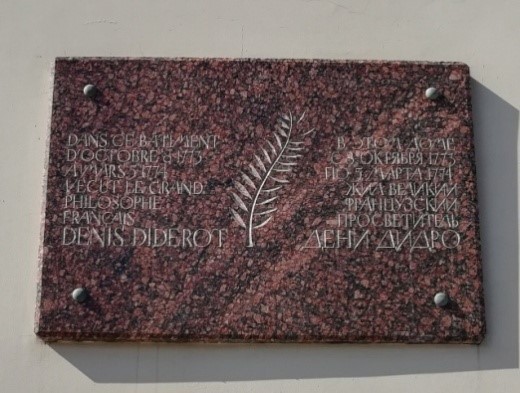 DANS CE BATIMENT
D'OCTOBRE 8 1773
A MARS 5 1774
VECUT LE GRAND
PHILOSOPHE
FRANÇAIS
DENIS DIDEROT
В ЭТОМ ДОМЕ
С 8 ОКТЯБРЯ 1773
ПО 5 МАРТА 1774
ЖИЛ ВЕЛИКИЙ
ФРАНЦУЗСКИЙ
ПРОСВЕТИТЕЛЬ
ДЕНИ ДИДРО